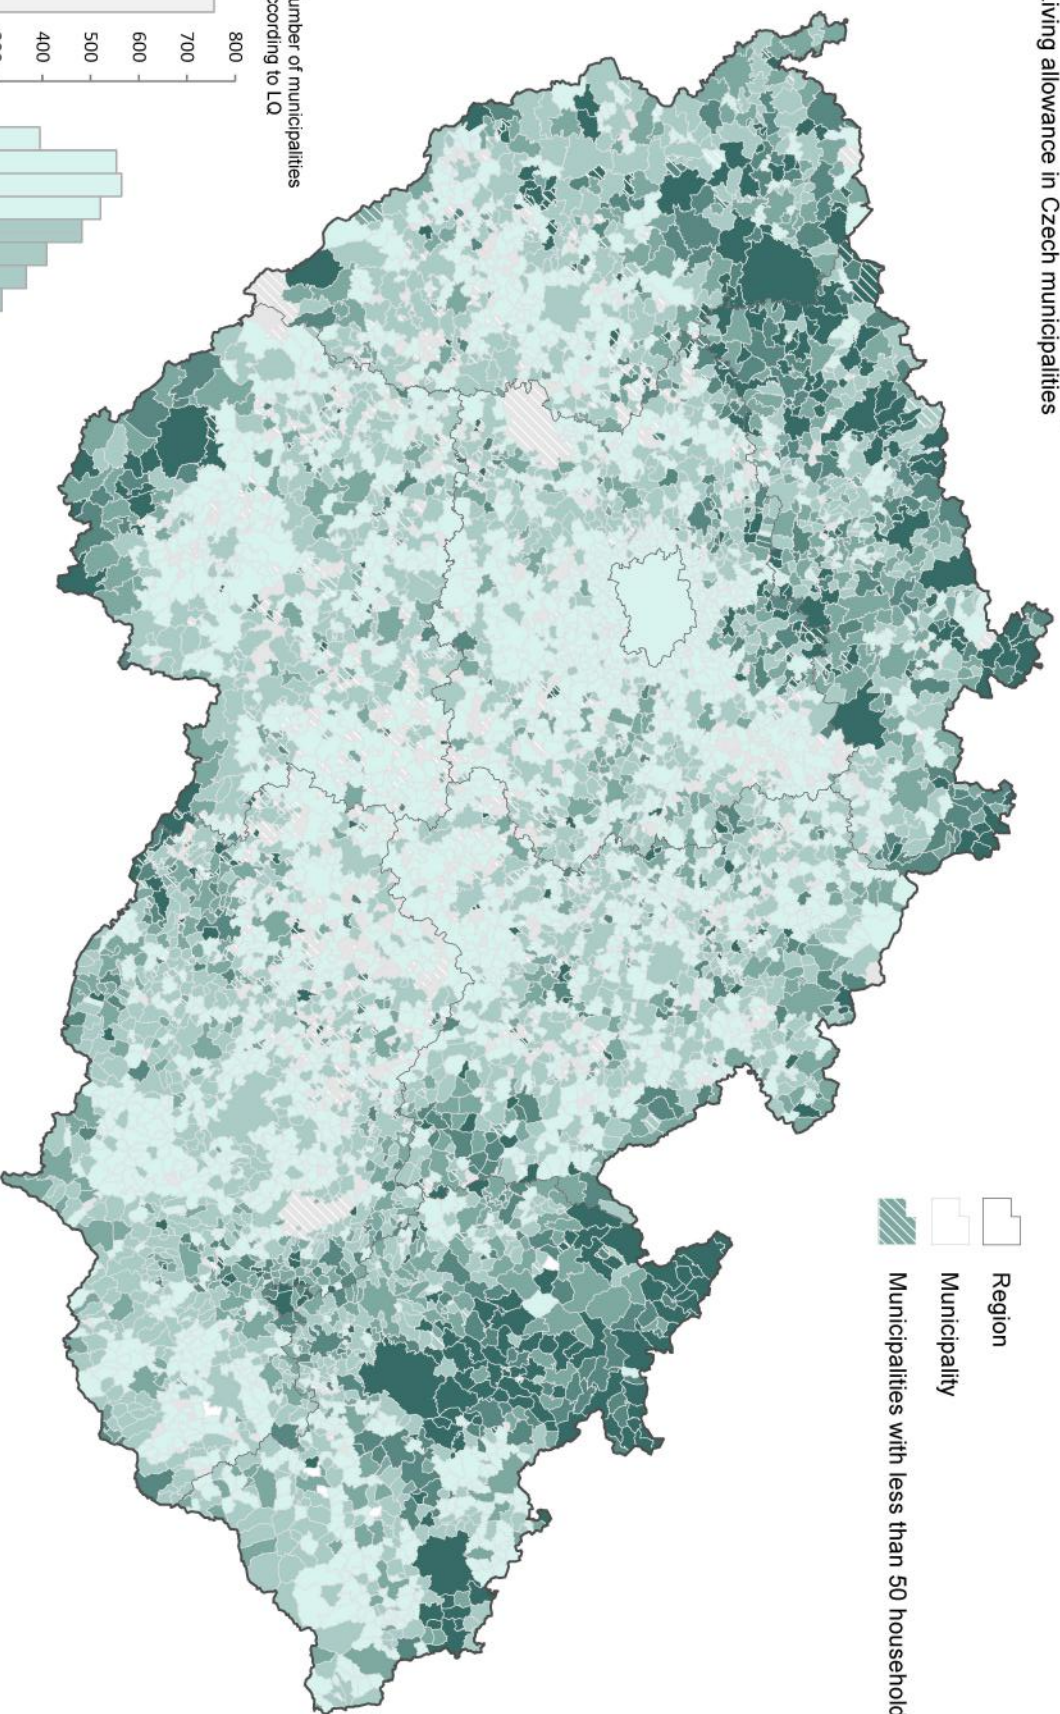 iving allowance in Czech municipalities
Region
Municipality
Municipalities with less than 50 household
umber of municipalities
ccording to LQ
800
700
600
500
400